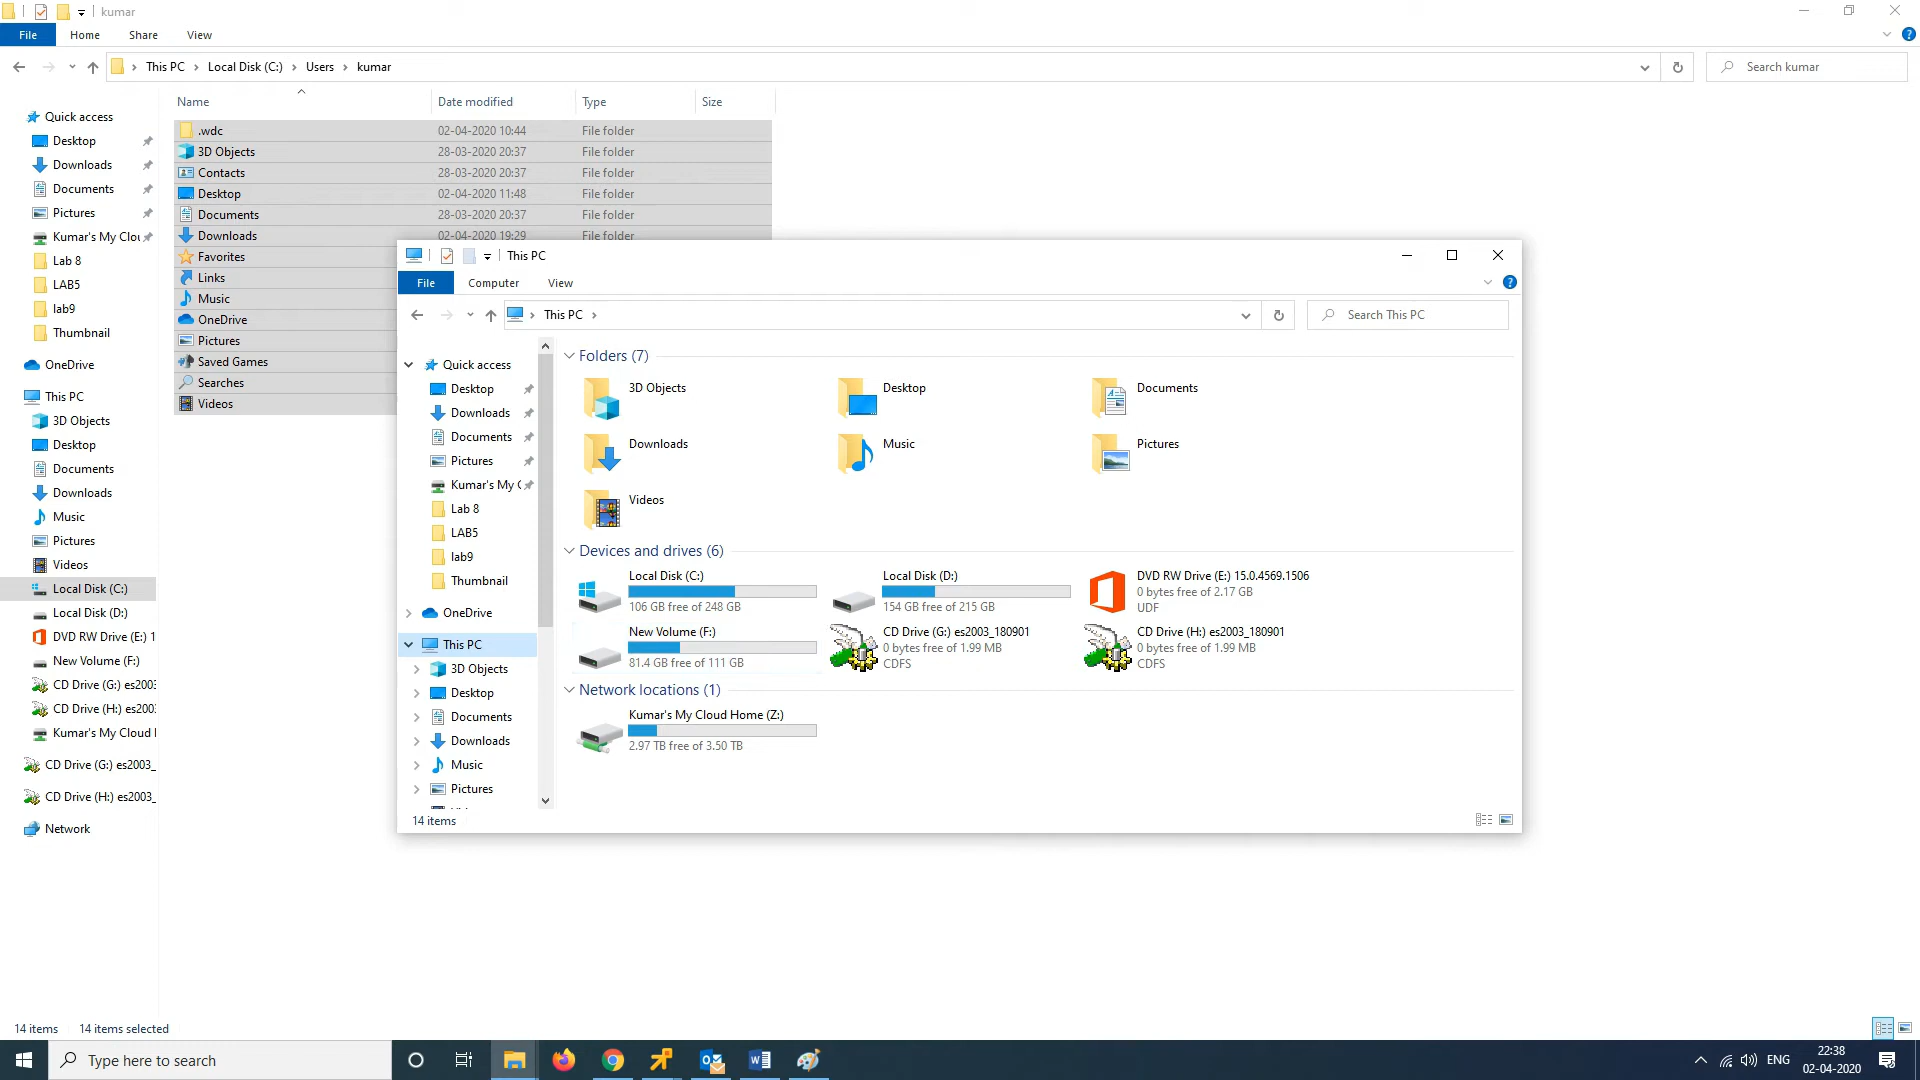 kumar
File Home Share View
This PC Local Disk (C:) Users kumar
Search kumar
Name Date modified Type Size
Quick access
Desktop
Downloads
Documents
Pictures
Kumar's My Clou
Lab 8
LAB5
lab9
Thumbnail
OneDrive
This PC
3D Objects
Desktop
Documents
Downloads
Music
Pictures
Videos
Local Disk (C:)
Local Disk (D:)
DVD RW Drive (E:) 1
New Volume (F:)
CD Drive (G:) es2003
CD Drive (H:) es2003
Kumar's My Cloud
CD Drive (G:) es2003_
CD Drive (H:) es2003_
Network
.wdc 02-04-2020 10:44 File folder
3D Objects 28-03-2020 20:37 File folder
Contacts 28-03-2020 20:37 File folder
Desktop 02-04-2020 11:48 File folder
Documents 28-03-2020 20:37 File folder
Downloads 02-04-2020 19:29 File folder
Favorites
Links
Music
OneDrive
Pictures
Saved Games
Searches
Videos
This PC
File Computer View
This PC
Search This PC
Quick access
Desktop
Downloads
Documents
Pictures
Kumar's My C
Lab 8
LAB5
lab9
Thumbnail
OneDrive
This PC
3D Objects
Desktop
Documents
Downloads
Music
Pictures
Folders (7)
3D Objects Desktop Documents
Downloads Music Pictures
Videos
Devices and drives (6)
Local Disk (C:)
106 GB free of 248 GB
Local Disk (D:)
154 GB free of 215 GB
DVD RW Drive (E:) 15.0.4569.1506
0 bytes free of 2.17 GB
UDF
New Volume (F:)
81.4 GB free of 111 GB
CD Drive (G:) es2003_180901
0 bytes free of 1.99 MB
CDFS
CD Drive (H:) es2003_180901
0 bytes free of 1.99 MB
CDFS
Network locations (1)
Kumar's My Cloud Home (Z:)
2.97 TB free of 3.50 TB
14 items
14 items 14 items selected
Type here to search
ENG
22:38
02-04-2020